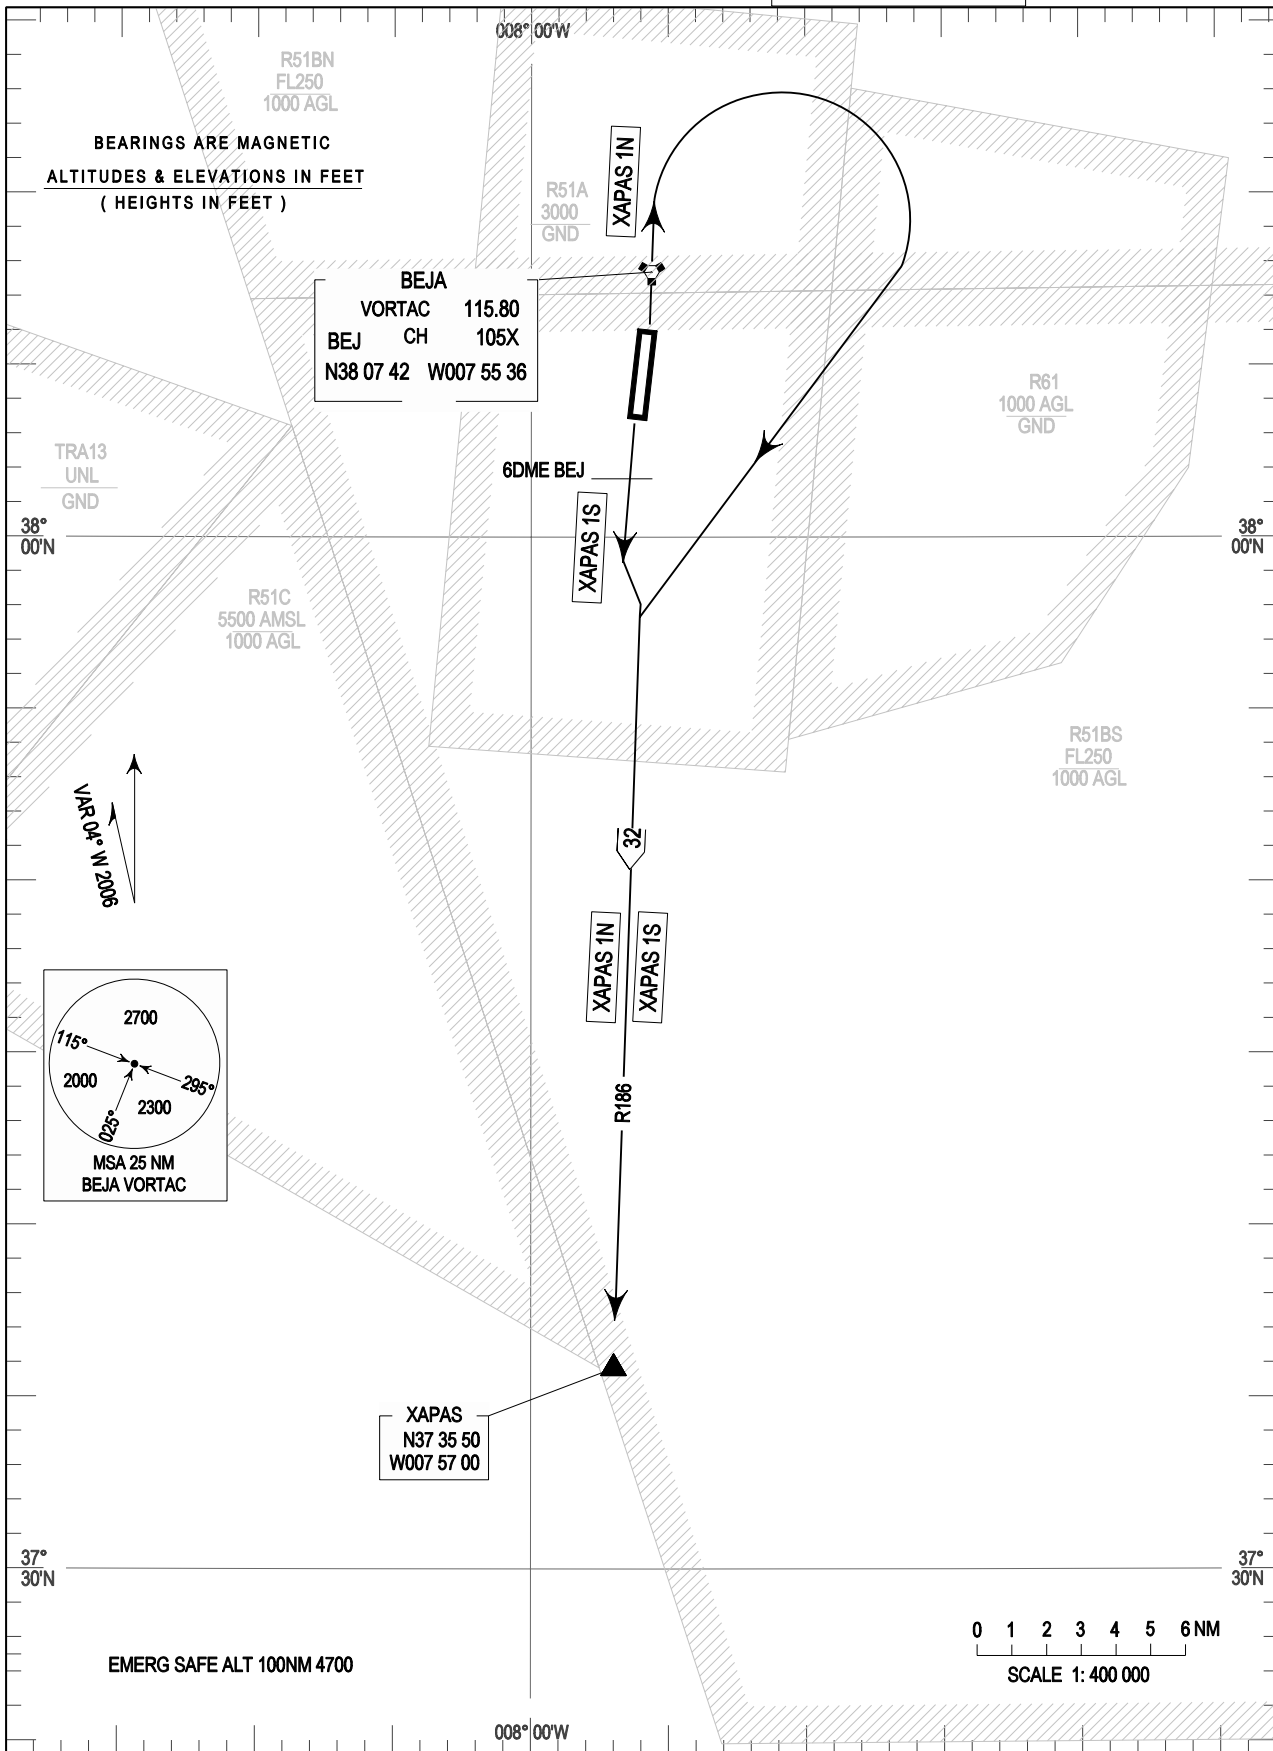 008° 00'W
R51BN
FL250
1000 AGL
BEARINGS ARE MAGNETIC
ALTITUDES & ELEVATIONS IN FEET
( HEIGHTS IN FEET )
XAPAS 1N
R51A
3000
GND
BEJA
VORTAC 115.80
BEJ CH 105X
N38 07 42 W007 55 36
R61
1000 AGL
GND
TRA13
UNL
GND
6DME BEJ
XAPAS 1S
38°
00'N
38°
00'N
R51C
5500 AMSL
1000 AGL
R51BS
FL250
1000 AGL
VAR 04° W 2006
32
XAPAS 1N
XAPAS 1S
2700
115°
2000
295°
2300
025°
MSA 25 NM
BEJA VORTAC
R186
XAPAS
N37 35 50
W007 57 00
37°
30'N
37°
30'N
0 1 2 3 4 5 6 NM
SCALE 1: 400 000
EMERG SAFE ALT 100NM 4700
008° 00'W